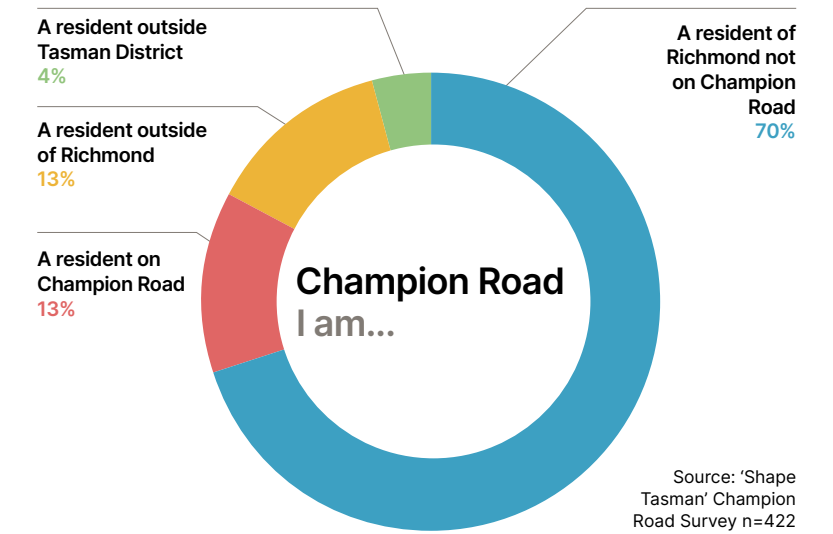 A resident outside
Tasman District
4%
A resident of
Richmond not
on Champion
Road
70%
A resident outside
of Richmond
13%
A resident on
Champion Road
13%
Champion Road
I am...
Source: ‘Shape
Tasman’ Champion
Road Survey n=422